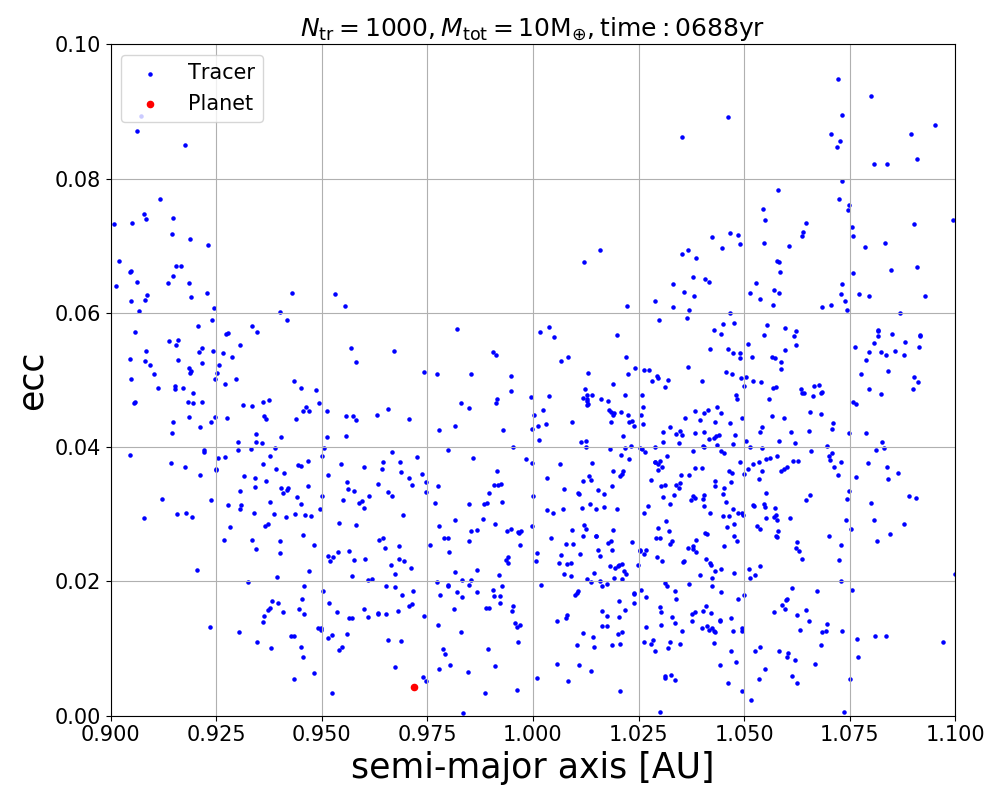 N_tr = 1000, M_tot = 10M_⊕, time : 0688yr
Tracer
Planet
ecc
0.10
0.08
0.06
0.04
0.02
0.00
0.900 0.925 0.950 0.975 1.000 1.025 1.050 1.075 1.100
semi-major axis [AU]